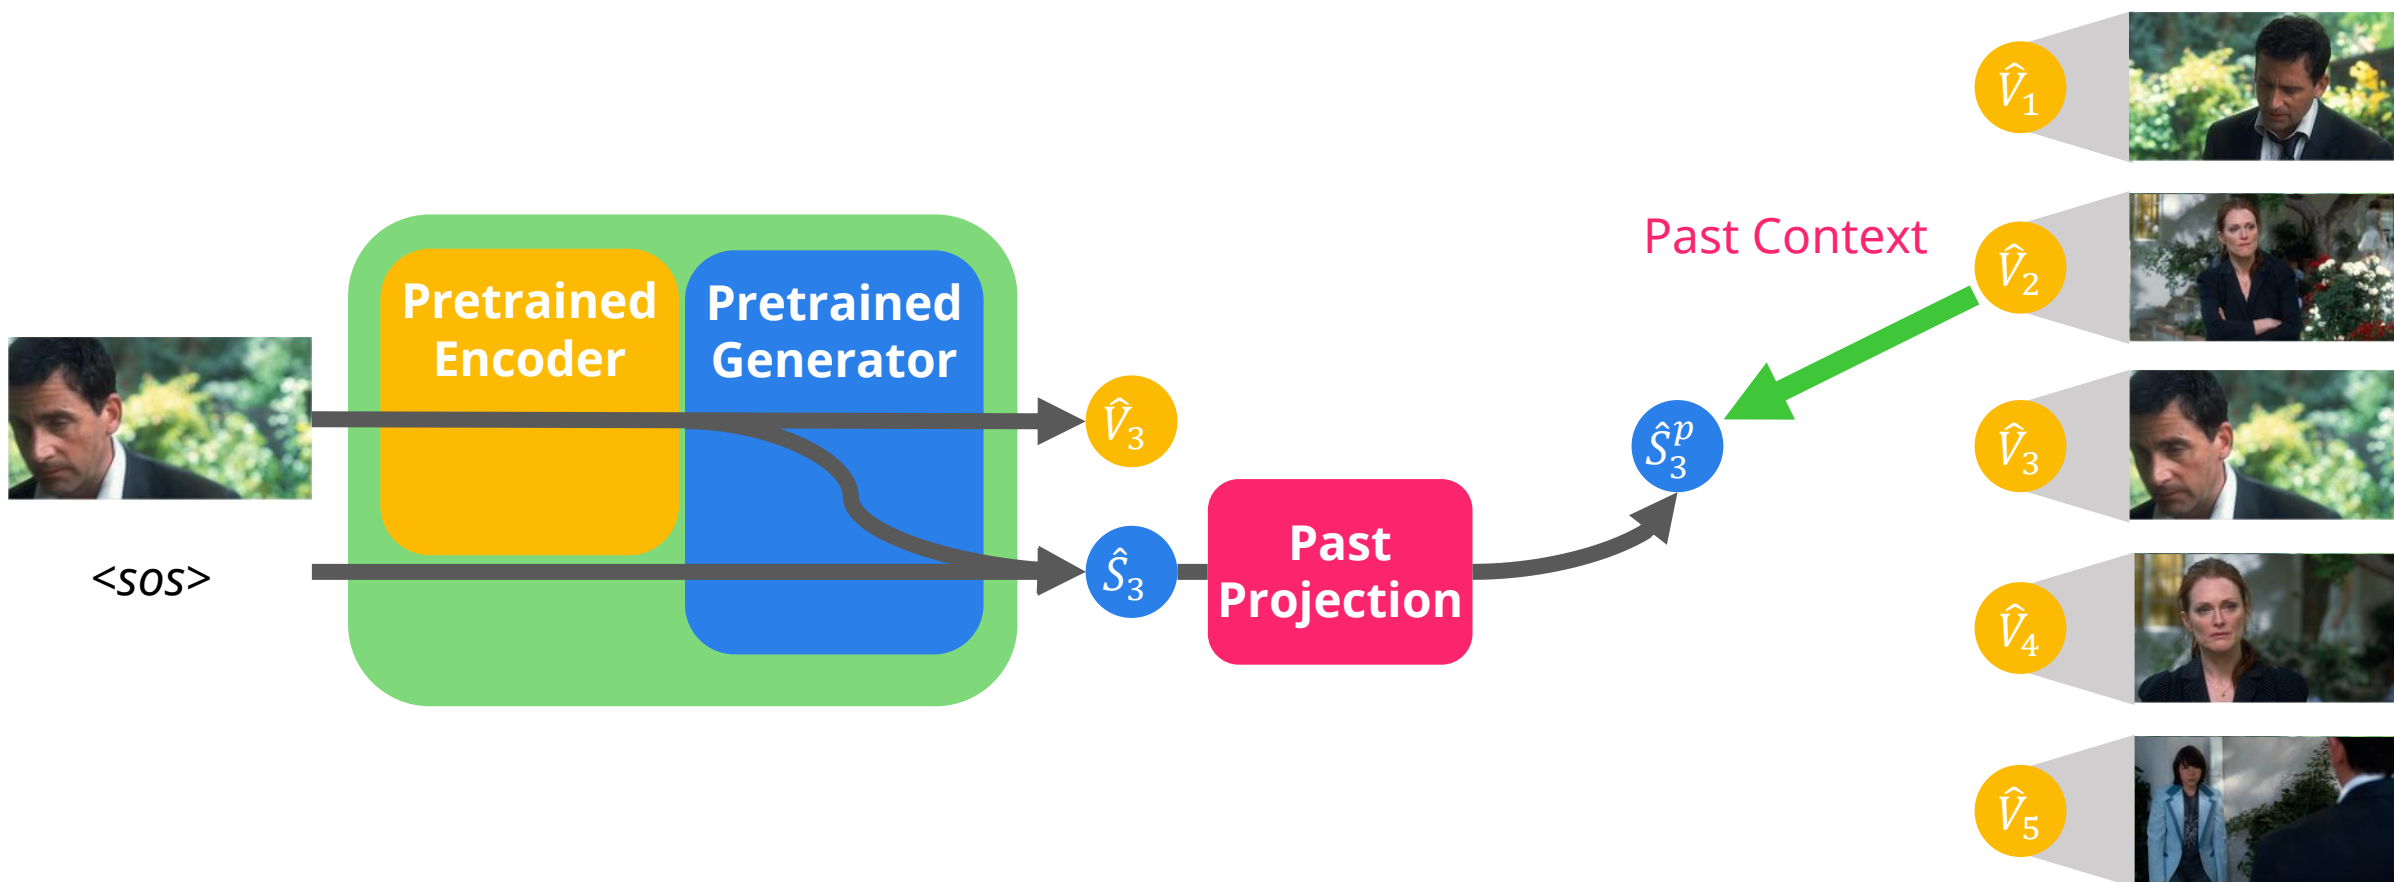 Pretrained
Encoder
Pretrained
Generator
<sos>
V̂₃
Ŝ₃
Past
Projection
Past Context
Ŝ₃ᵖ
V̂₁
V̂₂
V̂₃
V̂₄
V̂₅